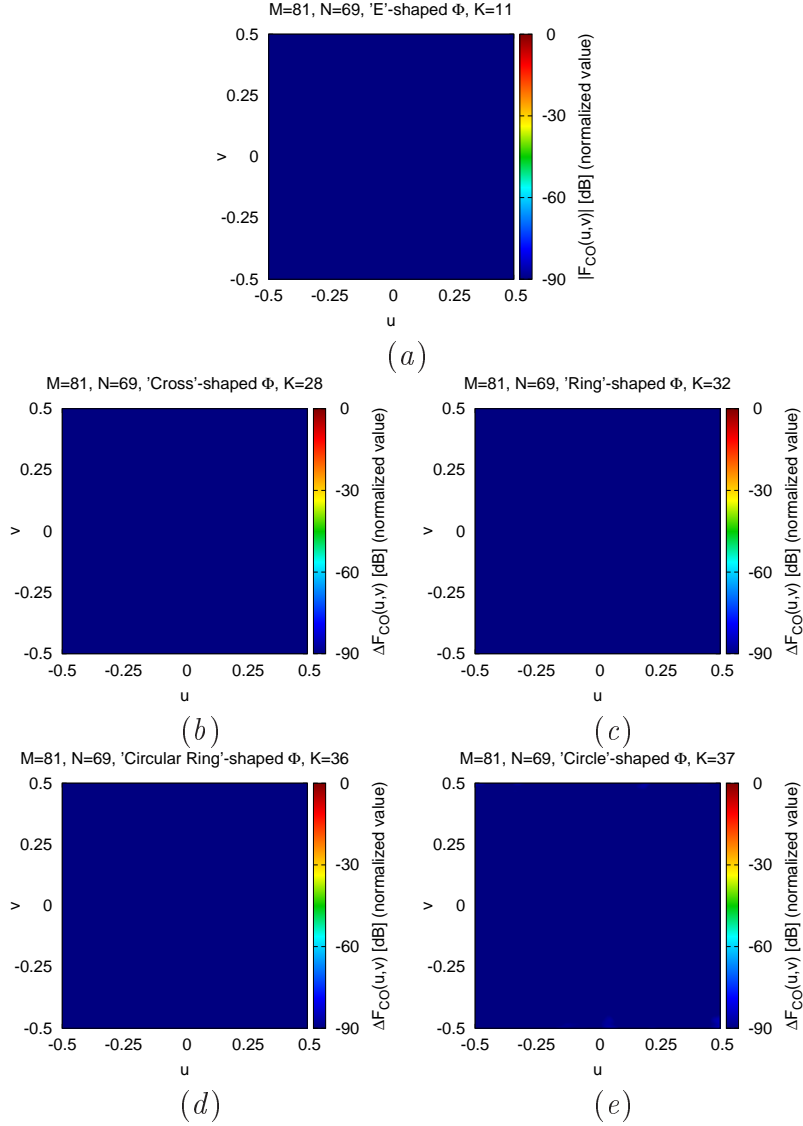 M=81, N=69, 'E'-shaped Φ, K=11
0.5
0.25
0
-0.25
-0.5
v
-0.5
-0.25
0
0.25
0.5
u
0
-30
-60
-90
|F_CO(u,v)| [dB] (normalized value)
(a)
M=81, N=69, 'Cross'-shaped Φ, K=28
0.5
0.25
0
-0.25
-0.5
v
-0.5
-0.25
0
0.25
0.5
u
0
-30
-60
-90
ΔF_CO(u,v) [dB] (normalized value)
(b)
M=81, N=69, 'Ring'-shaped Φ, K=32
0.5
0.25
0
-0.25
-0.5
v
-0.5
-0.25
0
0.25
0.5
u
0
-30
-60
-90
ΔF_CO(u,v) [dB] (normalized value)
(c)
M=81, N=69, 'Circular Ring'-shaped Φ, K=36
0.5
0.25
0
-0.25
-0.5
v
-0.5
-0.25
0
0.25
0.5
u
0
-30
-60
-90
ΔF_CO(u,v) [dB] (normalized value)
(d)
M=81, N=69, 'Circle'-shaped Φ, K=37
0.5
0.25
0
-0.25
-0.5
v
-0.5
-0.25
0
0.25
0.5
u
0
-30
-60
-90
ΔF_CO(u,v) [dB] (normalized value)
(e)